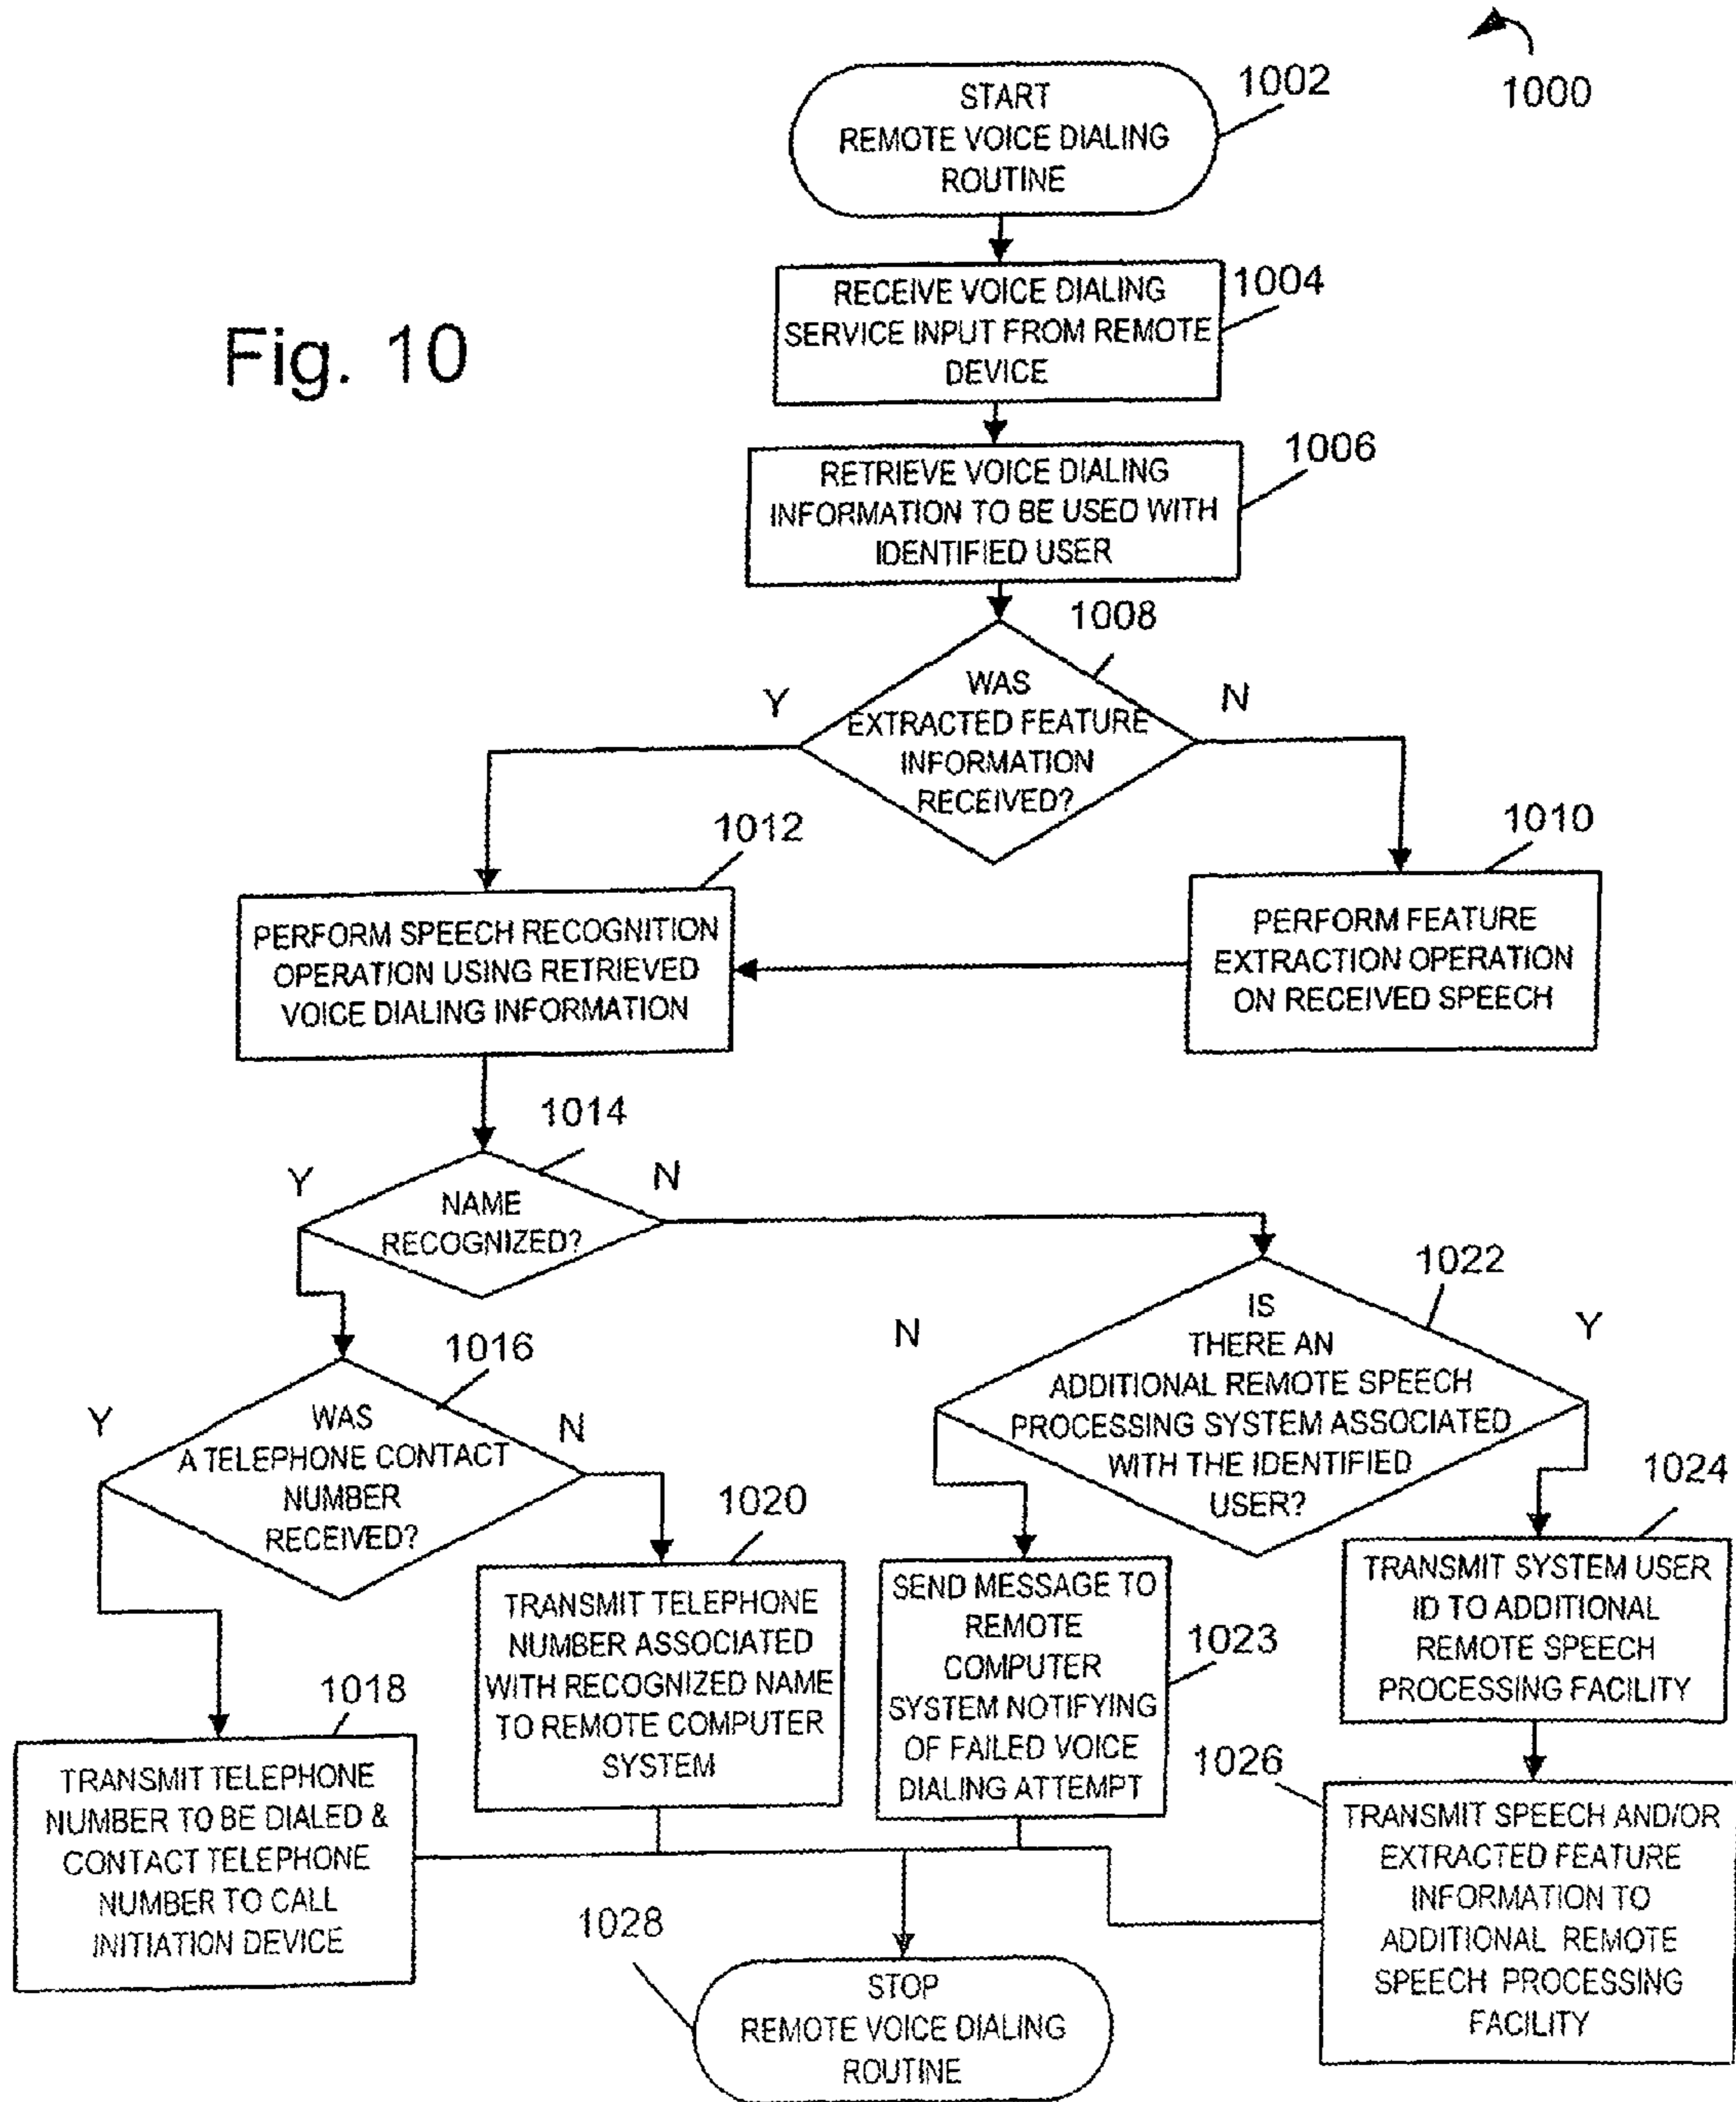 1000
START
REMOTE VOICE DIALING
ROUTINE
1002
Fig. 10
RECEIVE VOICE DIALING
SERVICE INPUT FROM REMOTE
DEVICE
1004
RETRIEVE VOICE DIALING
INFORMATION TO BE USED WITH
IDENTIFIED USER
1006
1008
Y
WAS
EXTRACTED FEATURE
INFORMATION
RECEIVED?
N
1012
PERFORM SPEECH RECOGNITION
OPERATION USING RETRIEVED
VOICE DIALING INFORMATION
1010
PERFORM FEATURE
EXTRACTION OPERATION
ON RECEIVED SPEECH
1014
Y
NAME
RECOGNIZED?
N
1016
Y
WAS
A TELEPHONE CONTACT
NUMBER
RECEIVED?
N
1022
N
IS
THERE AN
ADDITIONAL REMOTE SPEECH
PROCESSING SYSTEM ASSOCIATED
WITH THE IDENTIFIED
USER?
Y
1018
TRANSMIT TELEPHONE
NUMBER TO BE DIALED &
CONTACT TELEPHONE
NUMBER TO CALL
INITIATION DEVICE
1020
TRANSMIT TELEPHONE
NUMBER ASSOCIATED
WITH RECOGNIZED NAME
TO REMOTE COMPUTER
SYSTEM
SEND MESSAGE TO
REMOTE
COMPUTER
SYSTEM NOTIFYING
OF FAILED VOICE
DIALING ATTEMPT
1023
1024
TRANSMIT SYSTEM USER
ID TO ADDITIONAL
REMOTE SPEECH
PROCESSING FACILITY
1026
TRANSMIT SPEECH AND/OR
EXTRACTED FEATURE
INFORMATION TO
ADDITIONAL REMOTE
SPEECH PROCESSING
FACILITY
1028
STOP
REMOTE VOICE DIALING
ROUTINE